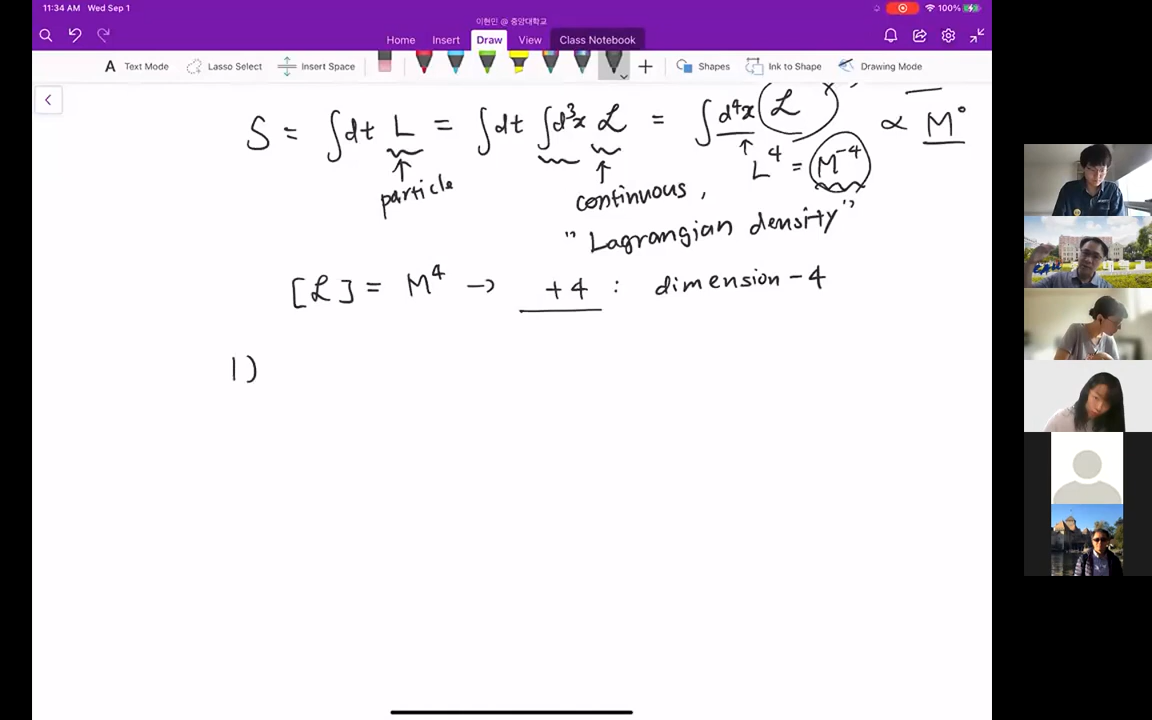 11:34 AM Wed Sep 1
100%
이현민 @ 중앙대학교
Home Insert Draw View Class Notebook
A Text Mode Lasso Select Insert Space Shapes Ink to Shape Drawing Mode
S = ∫dt L = ∫dt ∫d³x ℒ = ∫d⁴x ℒ ∝ M⁰
↑ ↑ ↑ L⁴ = M⁻⁴
particle continuous,
"Lagrangian density"
[ℒ] = M⁴ → +4 : dimension-4
1)